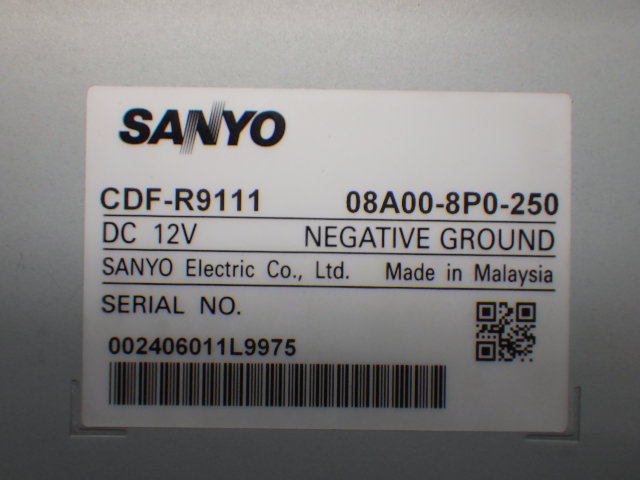 SANYO
CDF-R9111 08A00-8P0-250
DC 12V NEGATIVE GROUND
SANYO Electric Co., Ltd. Made in Malaysia
SERIAL NO.
002406011L9975